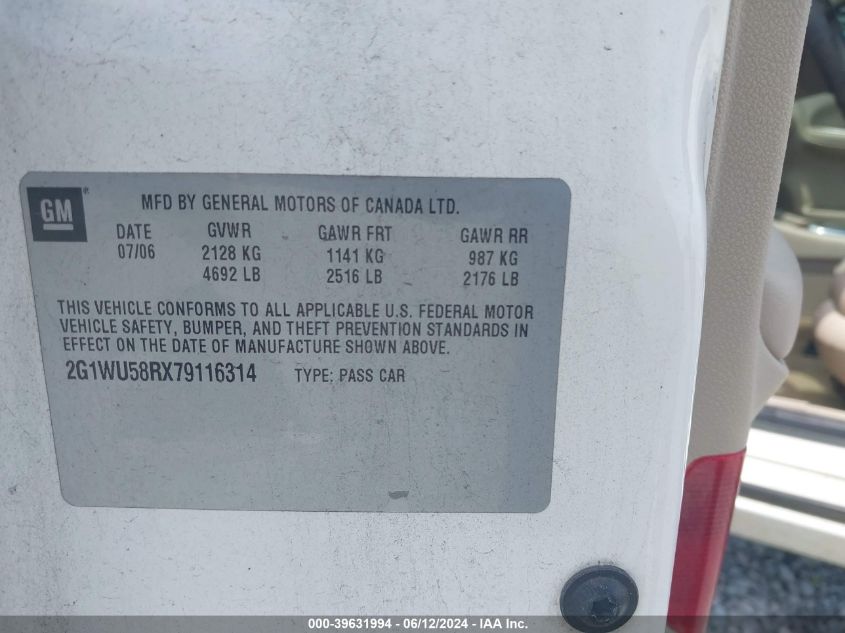 GM®
MFD BY GENERAL MOTORS OF CANADA LTD.
DATE GVWR GAWR FRT GAWR RR
07/06 2128 KG 1141 KG 987 KG
4692 LB 2516 LB 2176 LB
THIS VEHICLE CONFORMS TO ALL APPLICABLE U.S. FEDERAL MOTOR
VEHICLE SAFETY, BUMPER, AND THEFT PREVENTION STANDARDS IN
EFFECT ON THE DATE OF MANUFACTURE SHOWN ABOVE.
2G1WU58RX79116314 TYPE: PASS CAR
000-39631994 - 06/12/2024 - IAA Inc.